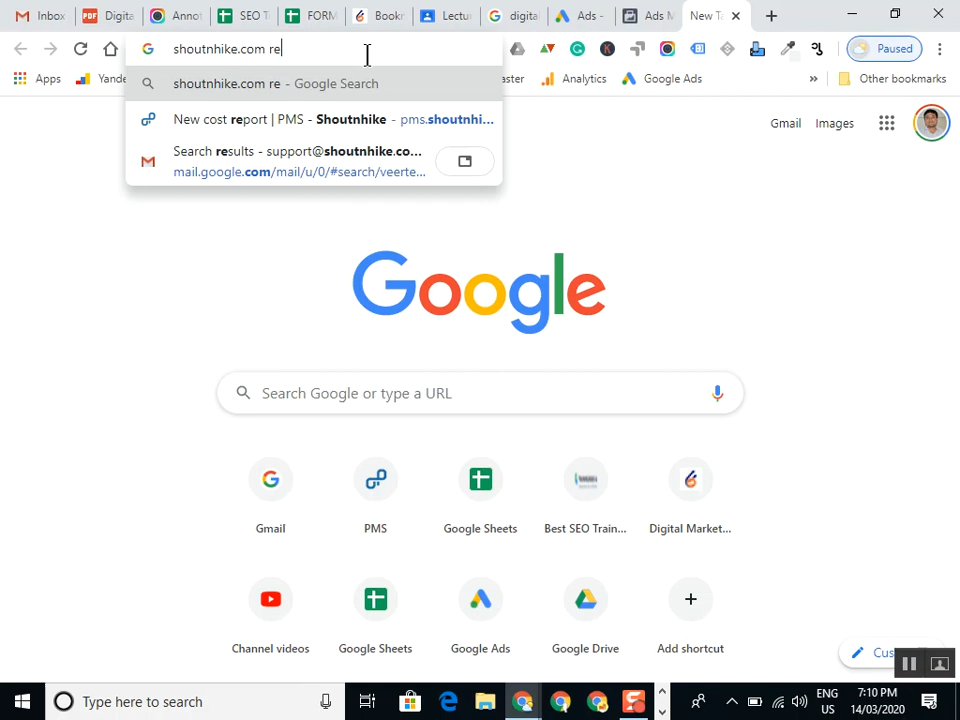 Inbox
Digita
Annot
SEO T
FORM
Bookn
Lectu
digita
Ads -
Ads M
New Ta
shoutnhike.com re
Paused
Apps
Yande
aster
Analytics
Google Ads
»
Other bookmarks
shoutnhike.com re - Google Search
New cost report | PMS - Shoutnhike - pms.shoutnhi...
Search results - support@shoutnhike.co...
mail.google.com/mail/u/0/#search/veerte...
Gmail
Images
Google
Search Google or type a URL
Gmail
PMS
Google Sheets
Best SEO Train...
Digital Market...
Channel videos
Google Sheets
Google Ads
Google Drive
Add shortcut
Cus
Type here to search
ENG
US
7:10 PM
14/03/2020